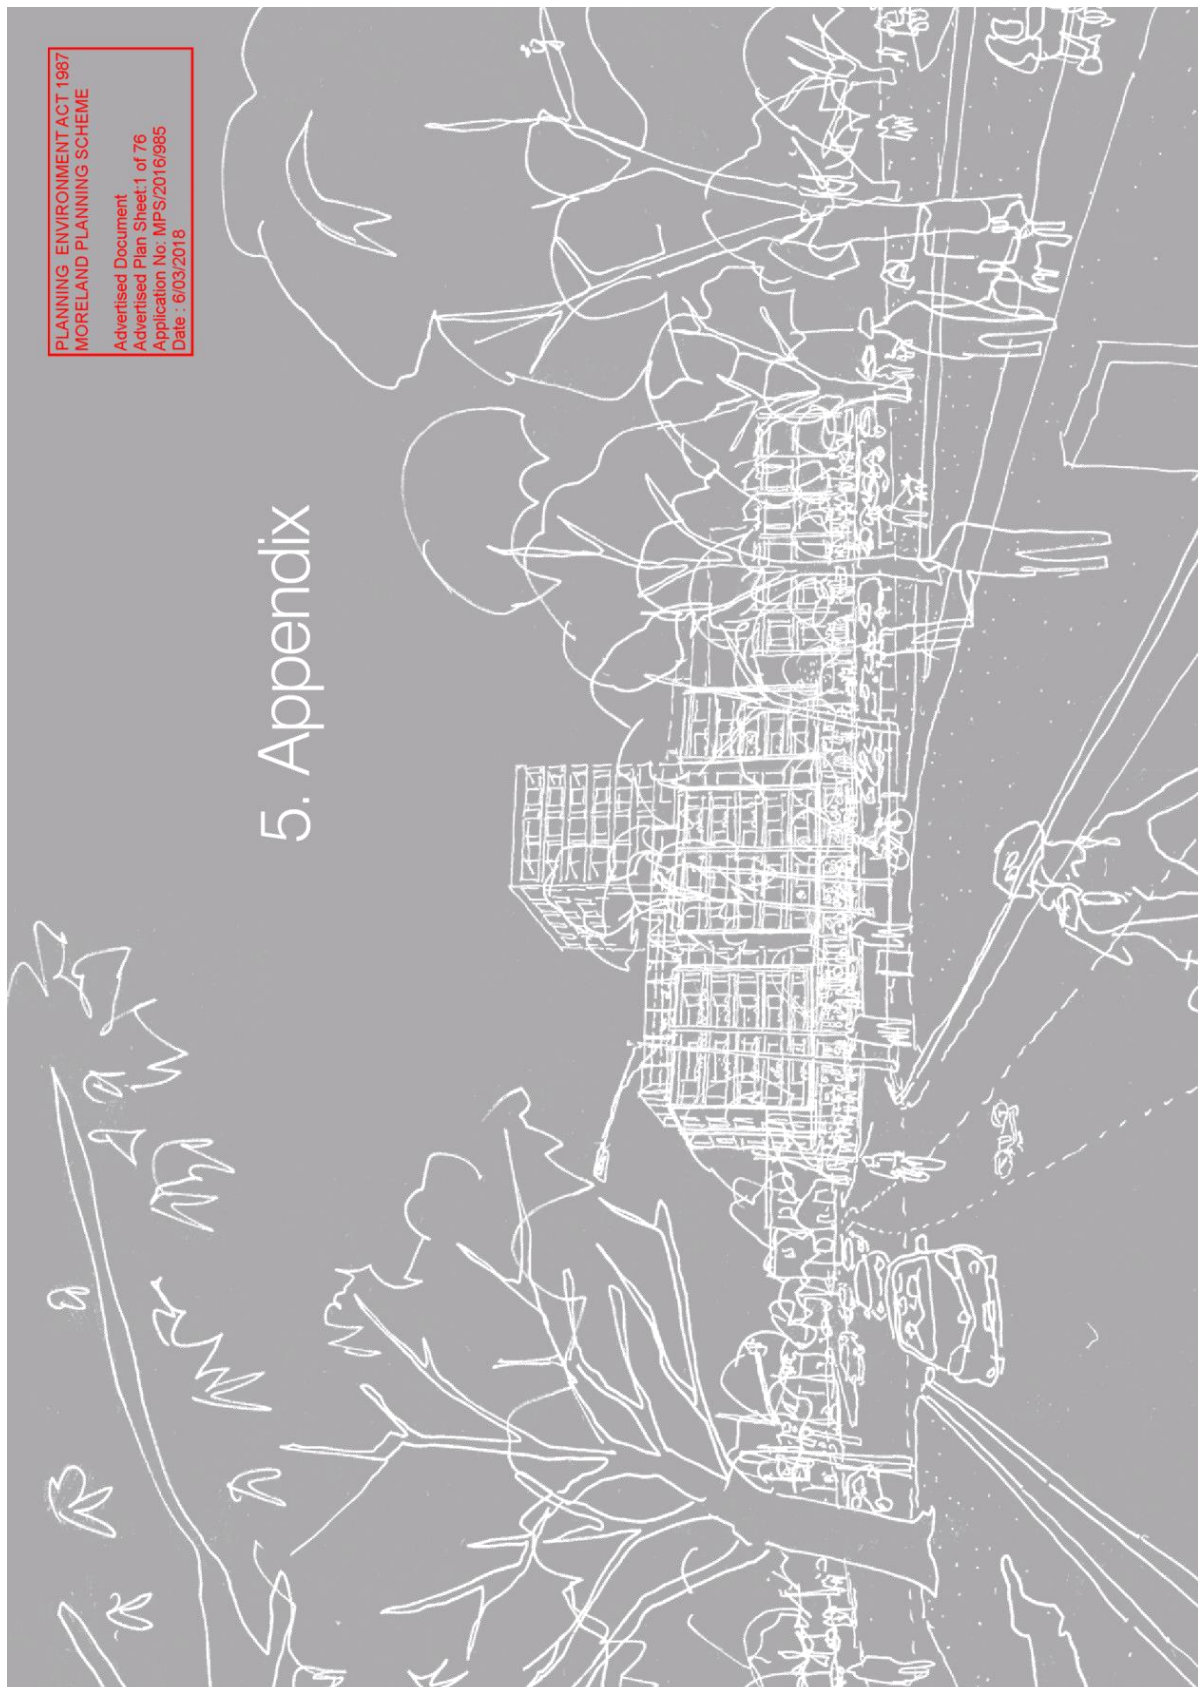 PLANNING ENVIRONMENT ACT 1987
MORELAND PLANNING SCHEME
Advertised Document
Advertised Plan Sheet:1 of 76
Application No: MPS/2016/985
Date : 6/03/2018
5. Appendix